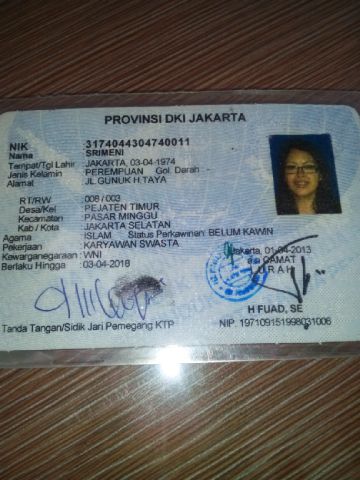 PROVINSI DKI JAKARTA
NIK 3174044304740011
Nama SRIMENI
Tempat/Tgl Lahir JAKARTA, 03-04-1974
Jenis Kelamin PEREMPUAN Gol. Darah -
Alamat JL.GUNUK H.TAYA
RT/RW 008 / 003
Desa/Kel PEJATEN TIMUR
Kecamatan PASAR MINGGU
Kab / Kota JAKARTA SELATAN
Agama ISLAM Status Perkawinan: BELUM KAWIN
Pekerjaan KARYAWAN SWASTA
Kewarganegaraan: WNI
Berlaku Hingga : 03-04-2018
Jakarta, 01-04-2013
CAMAT
LURAH
Tanda Tangan/Sidik Jari Pemegang KTP
H FUAD, SE
NIP. 197109151998031006